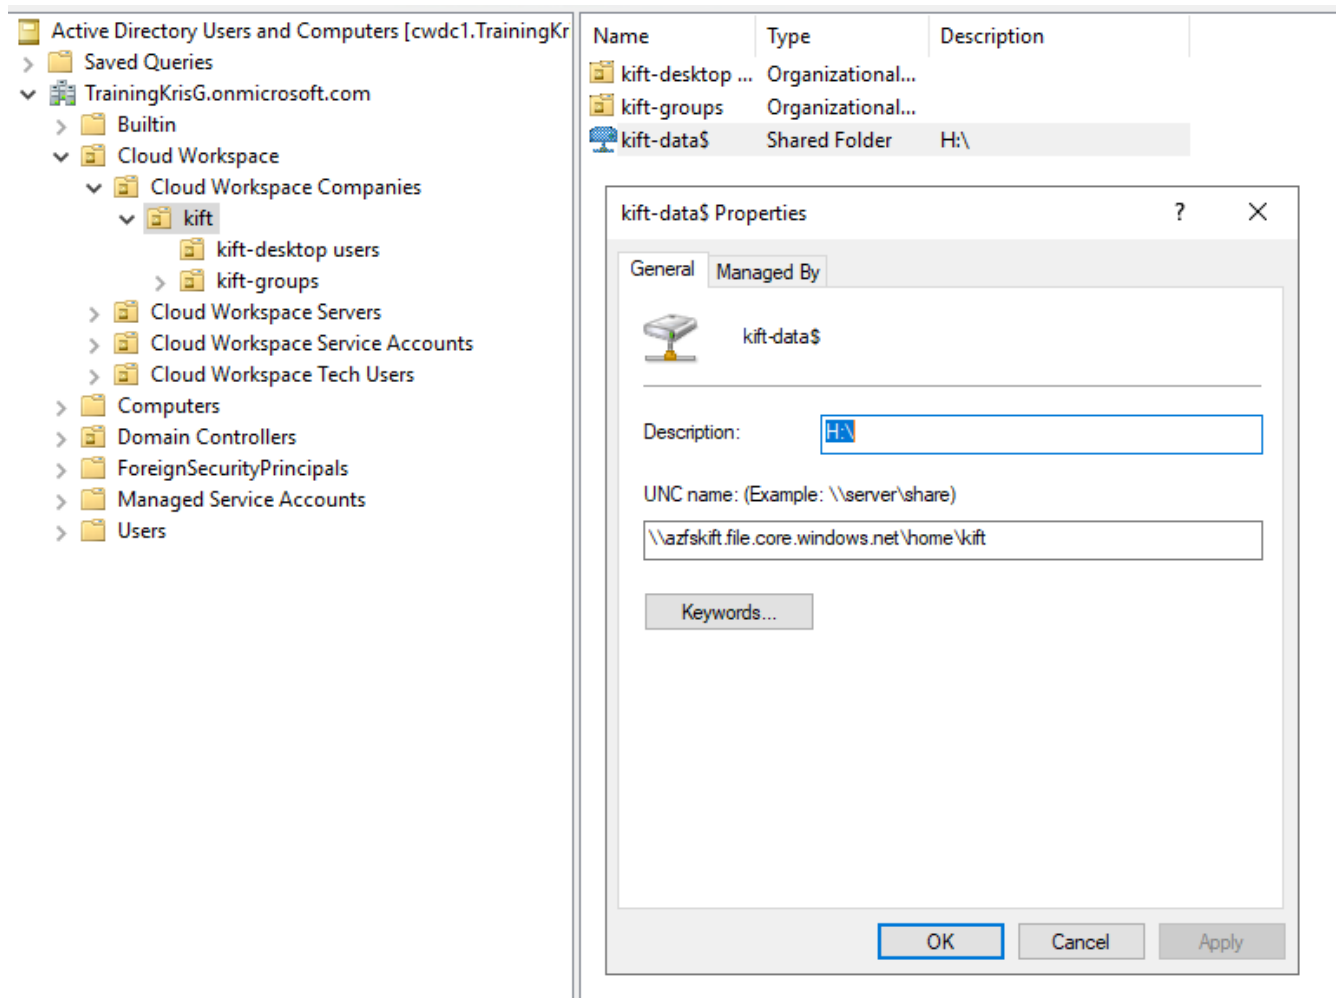 Active Directory Users and Computers [cwdc1.TrainingKr
Saved Queries
TrainingKrisG.onmicrosoft.com
Builtin
Cloud Workspace
Cloud Workspace Companies
kift
kift-desktop users
kift-groups
Cloud Workspace Servers
Cloud Workspace Service Accounts
Cloud Workspace Tech Users
Computers
Domain Controllers
ForeignSecurityPrincipals
Managed Service Accounts
Users
Name Type Description
kift-desktop ... Organizational...
kift-groups Organizational...
kift-data$ Shared Folder H:\
kift-data$ Properties ?
General Managed By
kift-data$
Description: H:\
UNC name: (Example: \\server\share)
\\azfskift.file.core.windows.net\home\kift
Keywords...
OK Cancel Apply